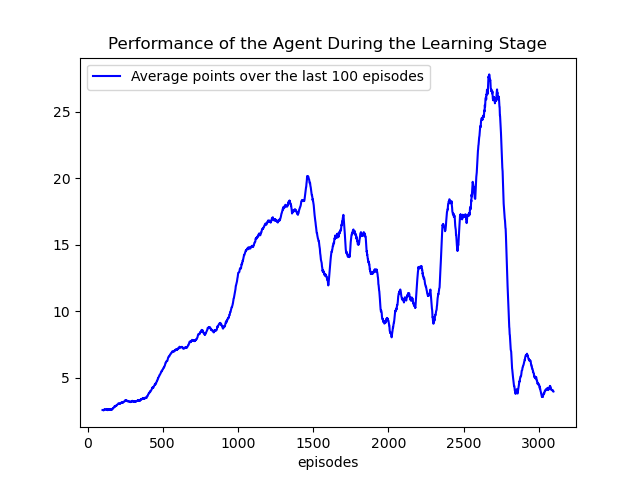 Performance of the Agent During the Learning Stage
Average points over the last 100 episodes
25
20
15
10
5
0 500 1000 1500 2000 2500 3000
episodes